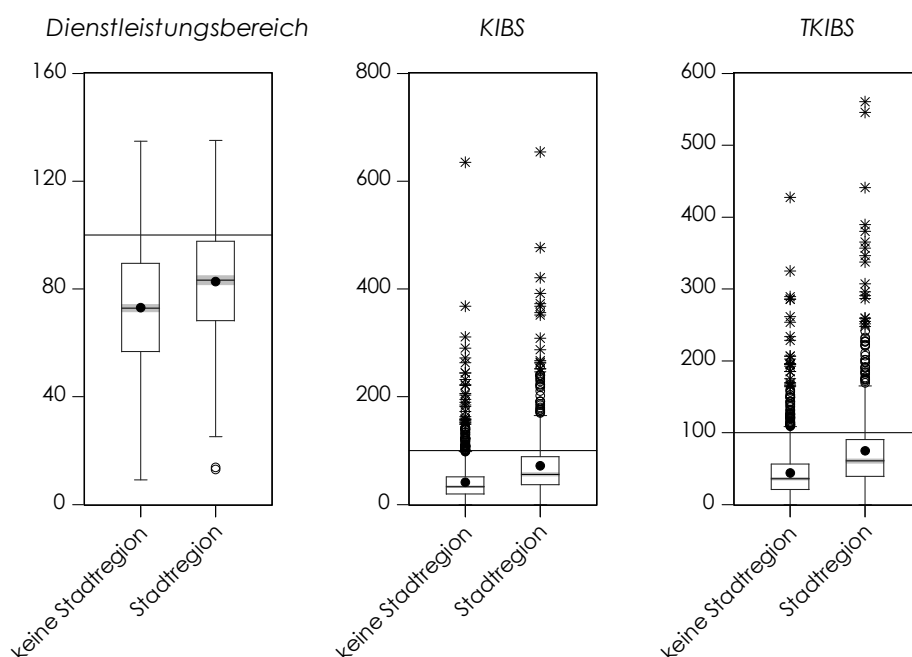 Dienstleistungsbereich
160
120
80
40
0
keine Stadtregion
Stadtregion
KIBS
800
600
400
200
0
keine Stadtregion
Stadtregion
TKIBS
600
500
400
300
200
100
0
keine Stadtregion
Stadtregion